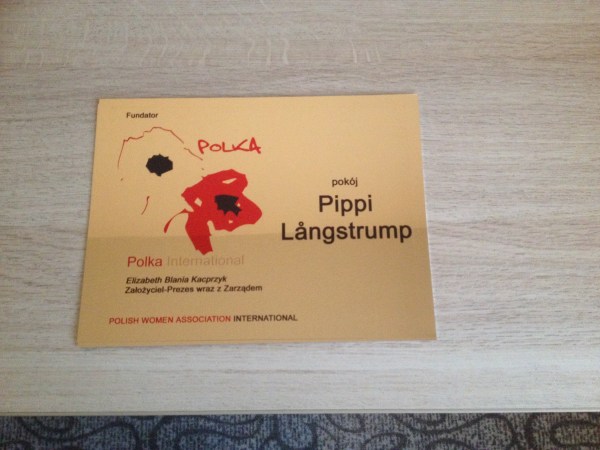 Fundator
POLKA
pokój
Pippi
Långstrump
Polka International
Elizabeth Blania Kacprzyk
Założyciel-Prezes wraz z Zarządem
POLISH WOMEN ASSOCIATION INTERNATIONAL